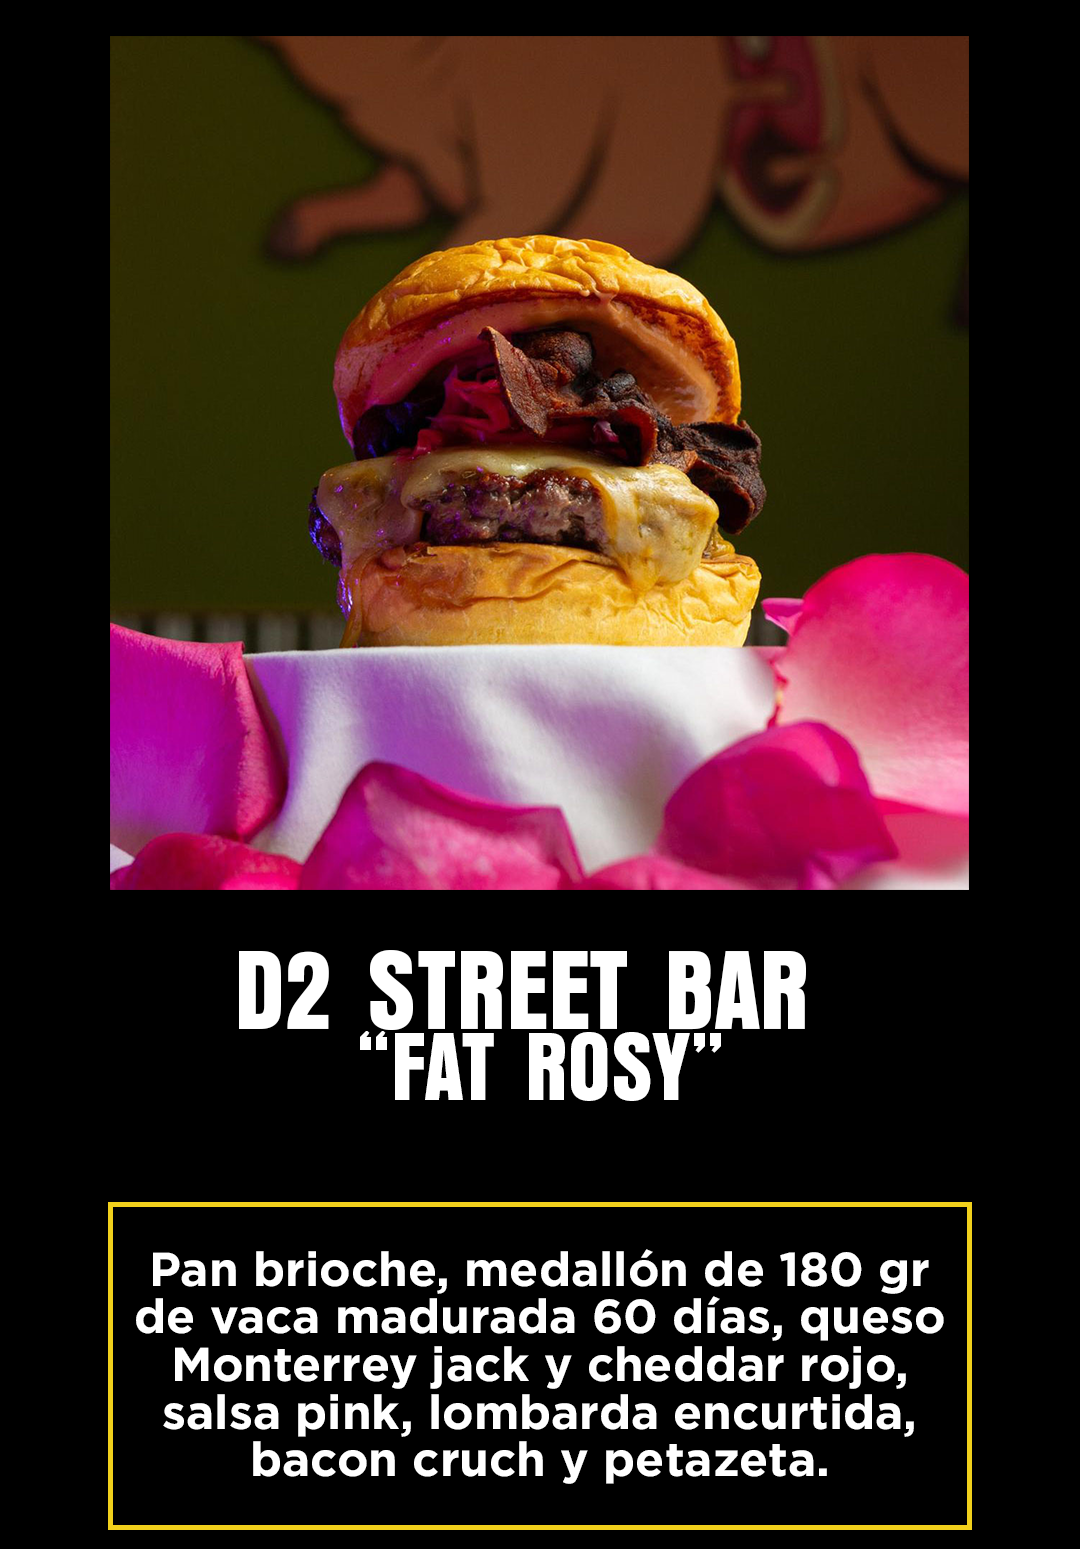 D2 STREET BAR
“FAT ROSY”
Pan brioche, medallón de 180 gr
de vaca madurada 60 días, queso
Monterrey jack y cheddar rojo,
salsa pink, lombarda encurtida,
bacon cruch y petazeta.